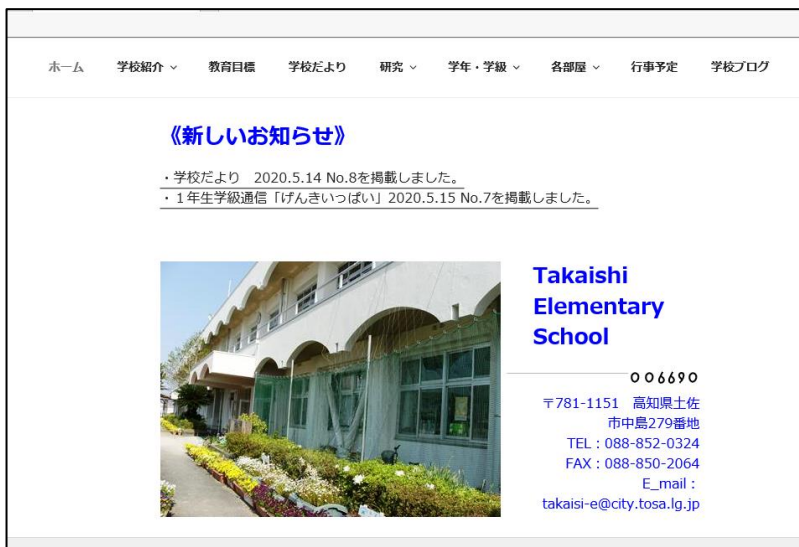 ホーム 学校紹介 教育目標 学校だより 研究 学年・学級 各部屋 行事予定 学校ブログ
《新しいお知らせ》
・学校だより 2020.5.14 No.8を掲載しました。
・１年生学級通信「げんきいっぱい」2020.5.15 No.7を掲載しました。
Takaishi
Elementary
School
006690
〒781-1151 高知県土佐
市中島279番地
TEL：088-852-0324
FAX：088-850-2064
E_mail：
takaisi-e@city.tosa.lg.jp